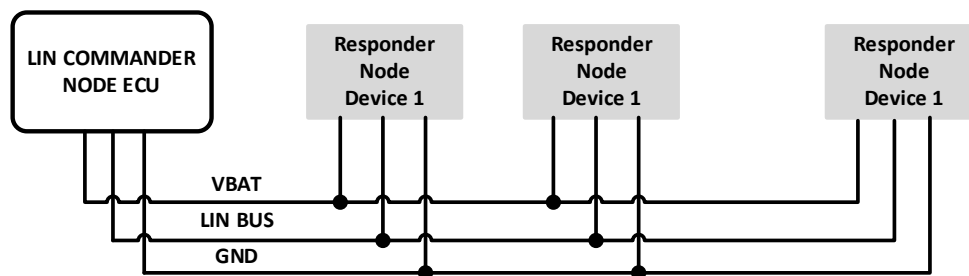 LIN COMMANDER
NODE ECU
Responder
Node
Device 1
Responder
Node
Device 1
Responder
Node
Device 1
VBAT
LIN BUS
GND